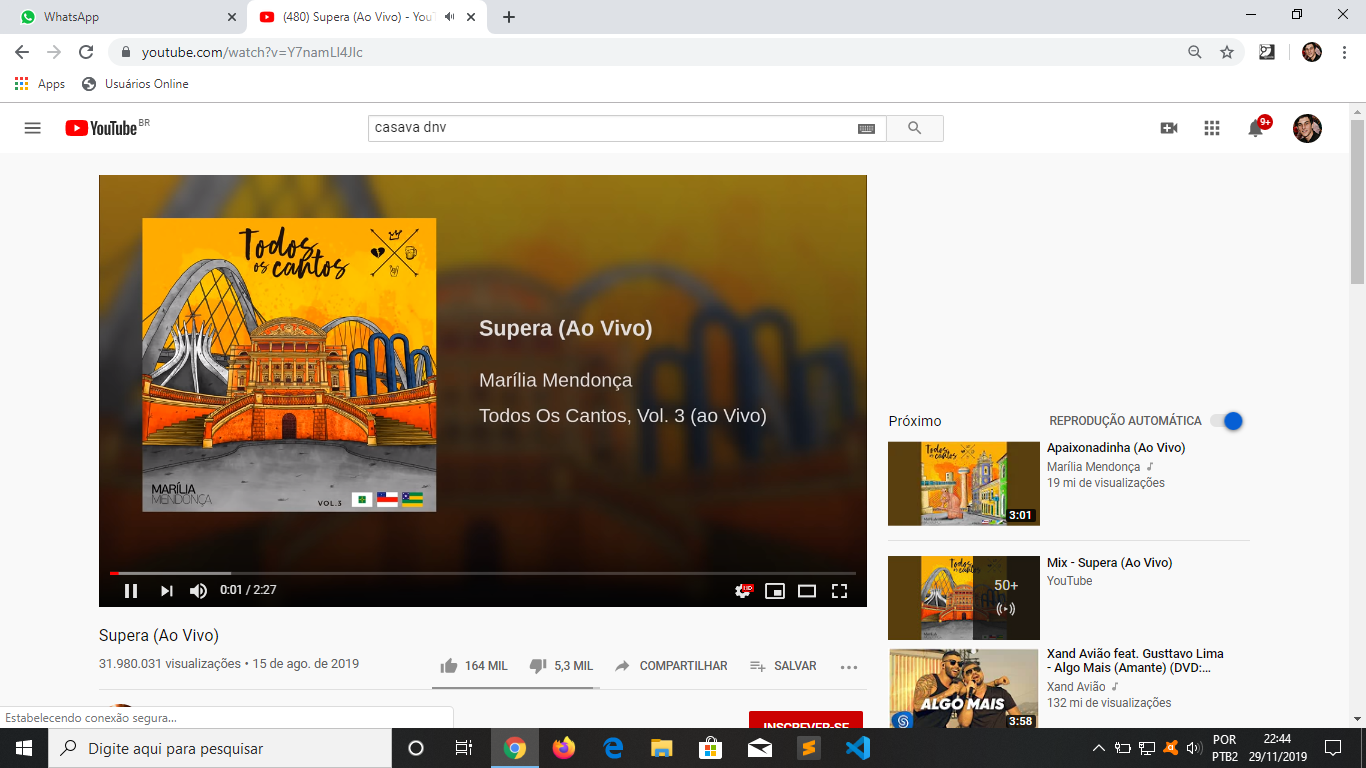 WhatsApp
(480) Supera (Ao Vivo) - YouT
youtube.com/watch?v=Y7namLI4JIc
Apps
Usuários Online
YouTube BR
casava dnv
9+
Todos
os cantos
MARÍLIA
MENDONÇA
VOL.3
Supera (Ao Vivo)
Marília Mendonça
Todos Os Cantos, Vol. 3 (ao Vivo)
0:01 / 2:27
HD
Supera (Ao Vivo)
31.980.031 visualizações • 15 de ago. de 2019
164 MIL
5,3 MIL
COMPARTILHAR
SALVAR
INSCREVER-SE
Próximo
REPRODUÇÃO AUTOMÁTICA
Todos
os cantos
3:01
Apaixonadinha (Ao Vivo)
Marília Mendonça
19 mi de visualizações
Todos
50+
Mix - Supera (Ao Vivo)
YouTube
ALGO MAIS
3:58
Xand Avião feat. Gusttavo Lima
- Algo Mais (Amante) (DVD:...
Xand Avião
132 mi de visualizações
Estabelecendo conexão segura...
Digite aqui para pesquisar
POR
PTB2
22:44
29/11/2019